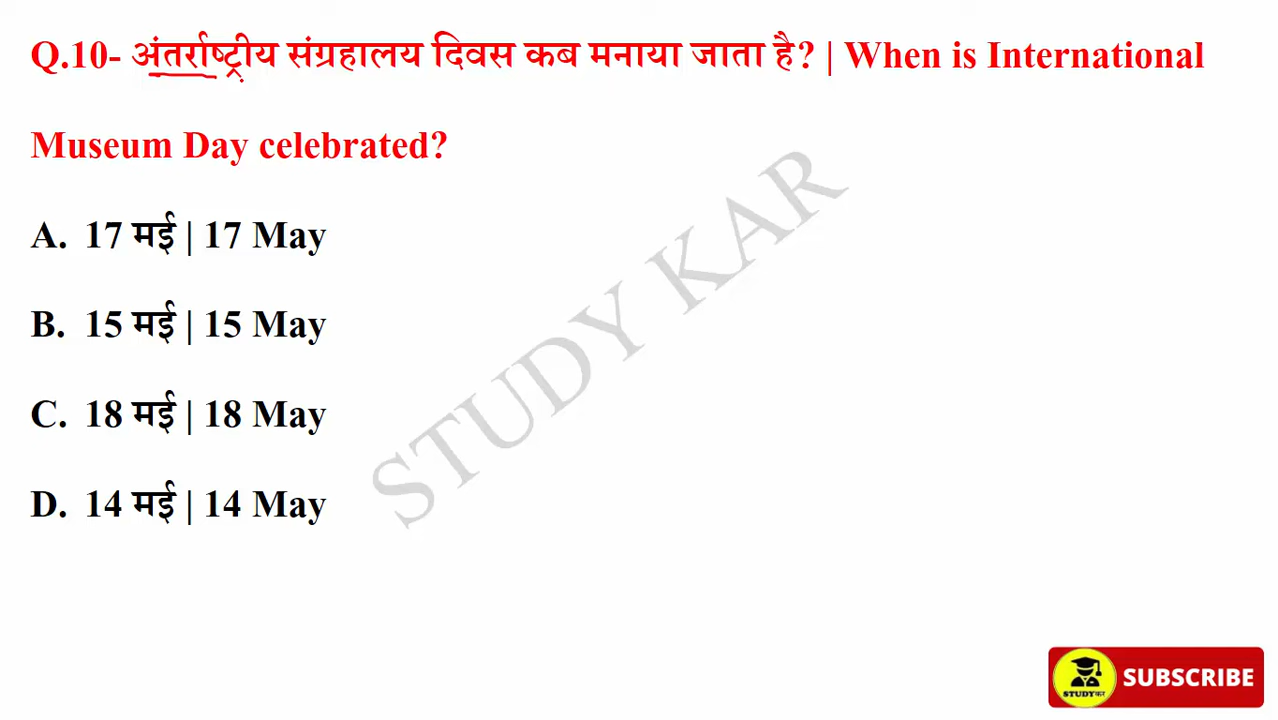 Q.10- अंतर्राष्ट्रीय संग्रहालय दिवस कब मनाया जाता है? | When is International
Museum Day celebrated?
A. 17 मई | 17 May
B. 15 मई | 15 May
C. 18 मई | 18 May
D. 14 मई | 14 May
STUDY KAR
STUDYकर
SUBSCRIBE